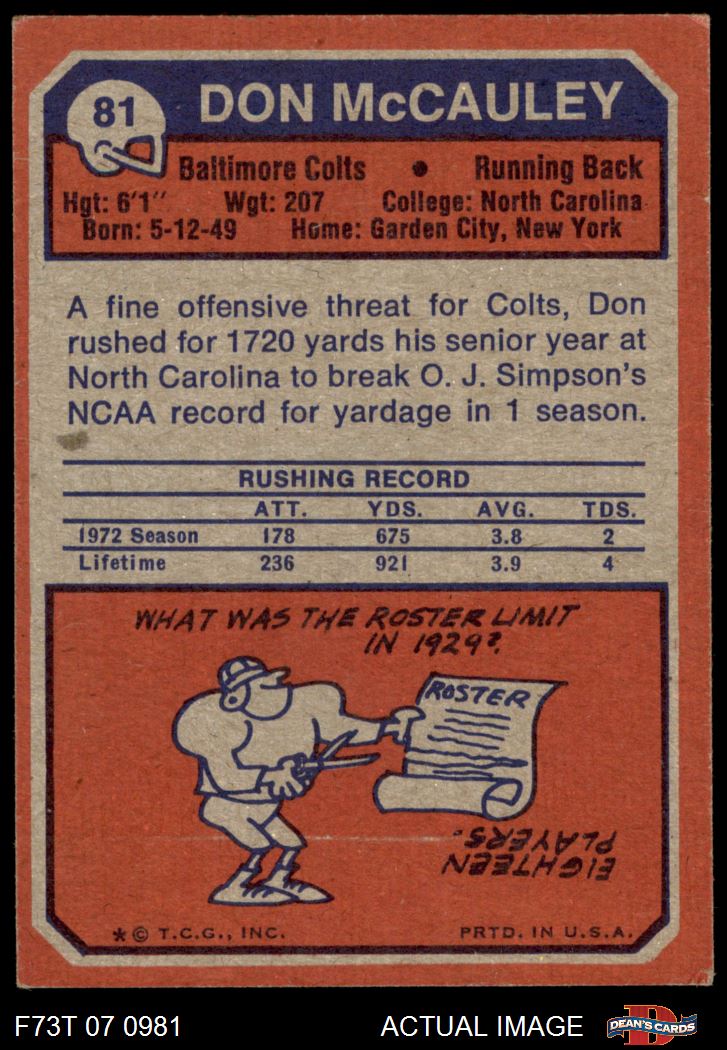 81
DON McCAULEY
Baltimore Colts • Running Back
Hgt: 6'1" Wgt: 207 College: North Carolina
Born: 5-12-49 Home: Garden City, New York
A fine offensive threat for Colts, Don
rushed for 1720 yards his senior year at
North Carolina to break O. J. Simpson's
NCAA record for yardage in 1 season.
RUSHING RECORD
ATT. YDS. AVG. TDS.
1972 Season 178 675 3.8 2
Lifetime 236 921 3.9 4
WHAT WAS THE ROSTER LIMIT
IN 1929?
ROSTER
EIGHTEEN
PLAYERS.
* © T.C.G., INC. PRTD. IN U.S.A.
F73T 07 0981 ACTUAL IMAGE
D
DEAN'S CARDS